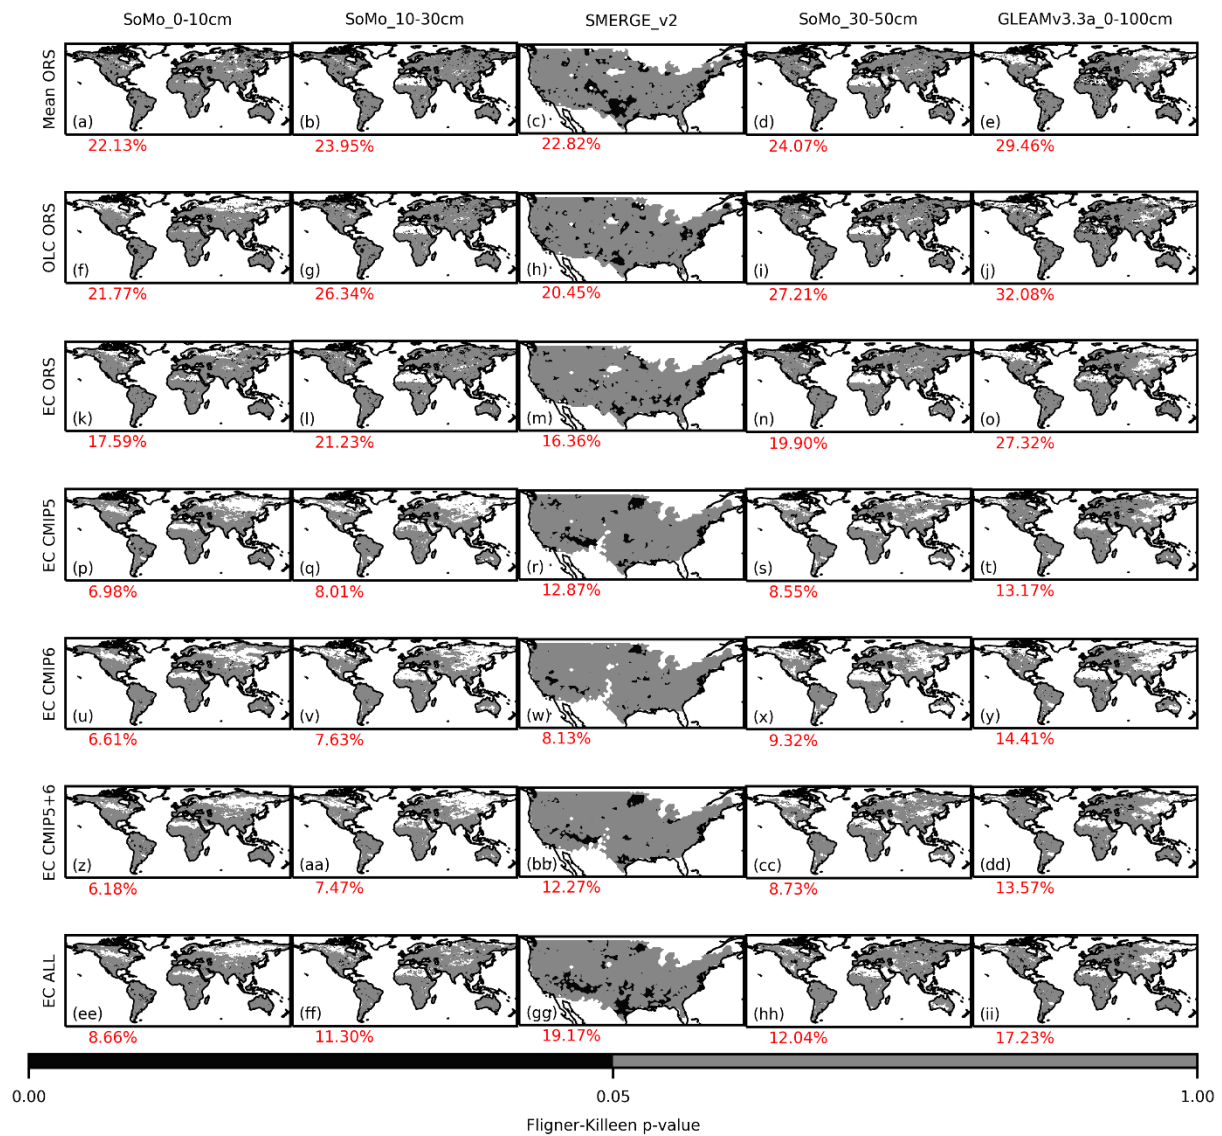 SoMo_0-10cm SoMo_10-30cm SMERGE_v2 SoMo_30-50cm GLEAMv3.3a_0-100cm
Mean ORS
(a) (b) (c) (d) (e)
22.13% 23.95% 22.82% 24.07% 29.46%
OLC ORS
(f) (g) (h) (i) (j)
21.77% 26.34% 20.45% 27.21% 32.08%
EC ORS
(k) (l) (m) (n) (o)
17.59% 21.23% 16.36% 19.90% 27.32%
EC CMIP5
(p) (q) (r) (s) (t)
6.98% 8.01% 12.87% 8.55% 13.17%
EC CMIP6
(u) (v) (w) (x) (y)
6.61% 7.63% 8.13% 9.32% 14.41%
EC CMIP5+6
(z) (aa) (bb) (cc) (dd)
6.18% 7.47% 12.27% 8.73% 13.57%
EC ALL
(ee) (ff) (gg) (hh) (ii)
8.66% 11.30% 19.17% 12.04% 17.23%
0.00 0.05 1.00
Fligner-Killeen p-value